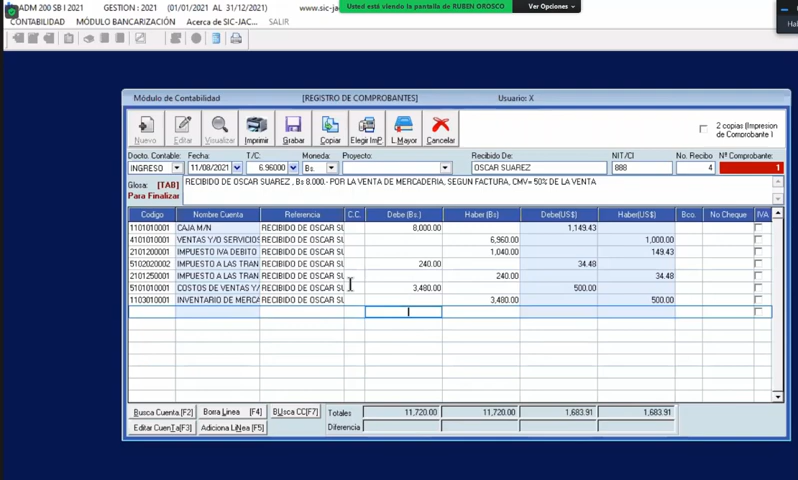 ADM 200 SB I 2021 GESTION : 2021 (01/01/2021 AL 31/12/2021) www.sic-jac
Usted está viendo la pantalla de RUBEN OROSCO
Ver Opciones
CONTABILIDAD MÓDULO BANCARIZACIÓN Acerca de SIC-JAC... SALIR
Módulo de Contabilidad [REGISTRO DE COMPROBANTES] Usuario: X
Nuevo Editar Visualizar Imprimir Grabar Copiar Elegir ImP. L.Mayor Cancelar
2 copias (Impresion de Comprobante )
Docto. Contable: Fecha: T/C. Moneda: Proyecto: Recibido De: NIT/CI No. Recibo Nº Comprobante:
INGRESO 11/08/2021 6.96000 Bs. OSCAR SUAREZ 888 4 1
Glosa: [TAB] Para Finalizar
RECIBIDO DE OSCAR SUAREZ , Bs 8.000,- POR LA VENTA DE MERCADERIA, SEGUN FACTURA, CMV= 50% DE LA VENTA
Codigo Nombre Cuenta Referencia C.C. Debe (Bs.) Haber (Bs) Debe(US$) Haber(US$) Bco. No Cheque IVA
1101010001 CAJA M/N RECIBIDO DE OSCAR SU 8,000.00 1,149.43
4101010001 VENTAS Y/O SERVICIOS RECIBIDO DE OSCAR SU 6,960.00 1,000.00
2101200001 IMPUESTO IVA DEBITO RECIBIDO DE OSCAR SU 1,040.00 149.43
5102020002 IMPUESTO A LAS TRAN RECIBIDO DE OSCAR SU 240.00 34.48
2101250001 IMPUESTO A LAS TRAN RECIBIDO DE OSCAR SU 240.00 34.48
5101010001 COSTOS DE VENTAS Y/ RECIBIDO DE OSCAR SU 3,480.00 500.00
1103010001 INVENTARIO DE MERCA RECIBIDO DE OSCAR SU 3,480.00 500.00
Busca Cuenta.[F2] Borra Linea [F4] BUsca CC[F7] Totales 11,720.00 11,720.00 1,683.91 1,683.91
Editar CuenTa[F3] Adiciona LíNea [F5] Diferencia